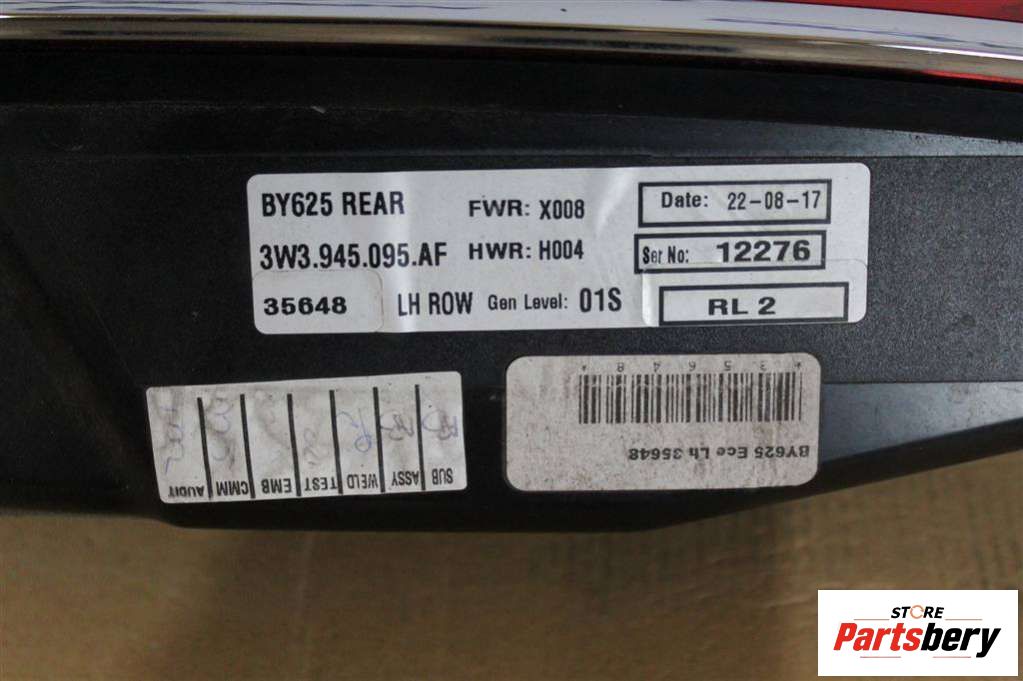 BY625 REAR FWR: X008 Date: 22-08-17
3W3.945.095.AF HWR: H004 Ser No: 12276
35648 LH ROW Gen Level: 01S RL 2
SUB
ASSY
WELD
TEST
EMB
CMM
AUDIT
BY625 Ece Lh 35648
* 3 5 6 4 8 *
STORE
Partsbery